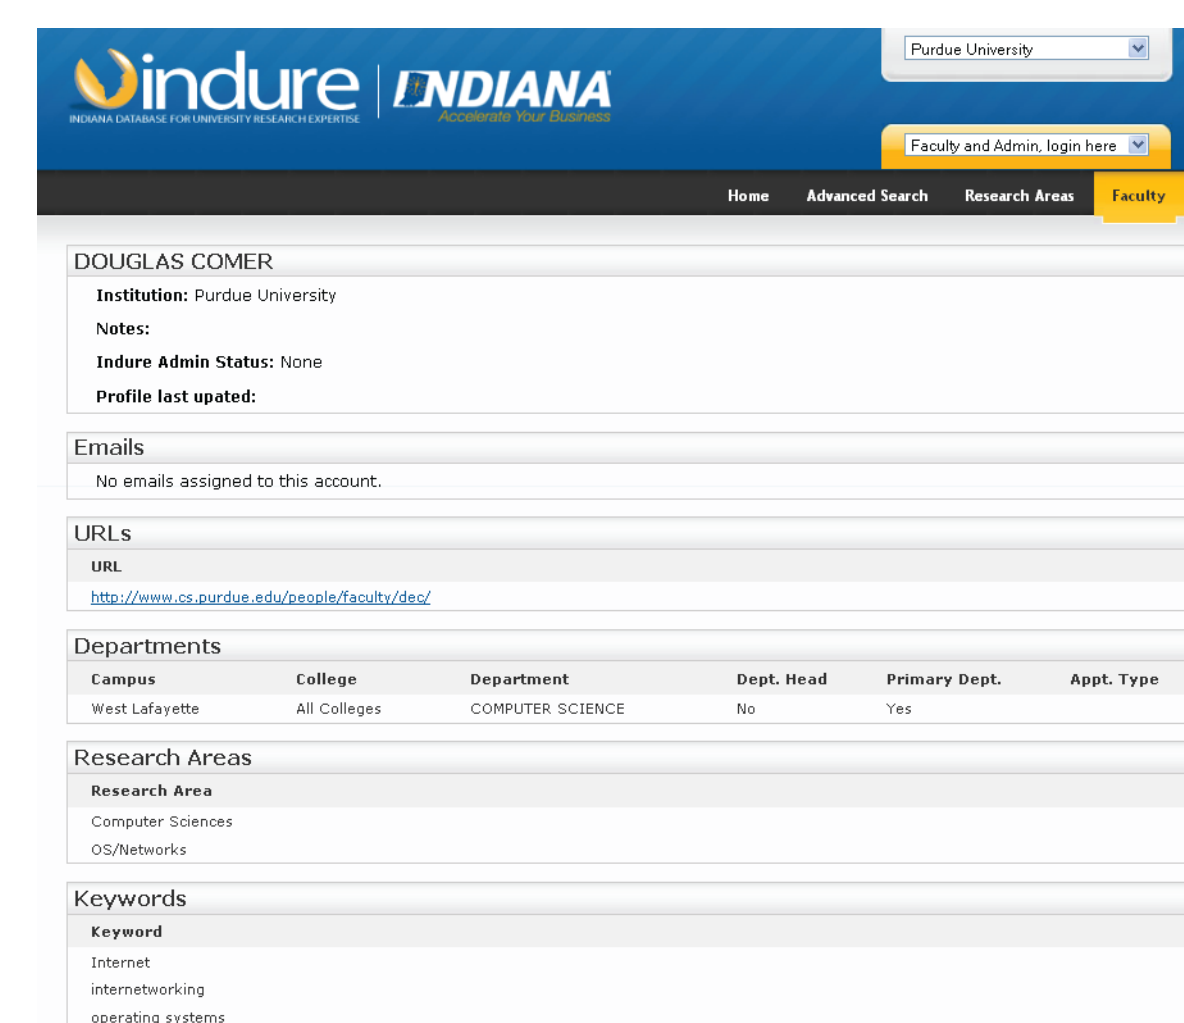 indure
INDIANA DATABASE FOR UNIVERSITY RESEARCH EXPERTISE
INDIANA
Accelerate Your Business
Purdue University
Faculty and Admin, login here
Home Advanced Search Research Areas Faculty
DOUGLAS COMER
Institution: Purdue University
Notes:
Indure Admin Status: None
Profile last upated:
Emails
No emails assigned to this account.
URLs
URL
http://www.cs.purdue.edu/people/faculty/dec/
Departments
Campus College Department Dept. Head Primary Dept. Appt. Type
West Lafayette All Colleges COMPUTER SCIENCE No Yes
Research Areas
Research Area
Computer Sciences
OS/Networks
Keywords
Keyword
Internet
internetworking
operating systems